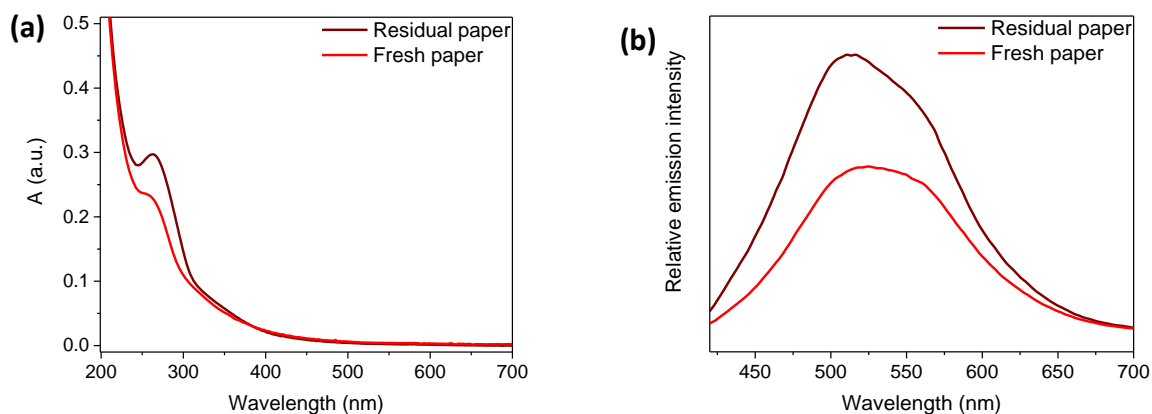 (a)
Residual paper
Fresh paper
A (a.u.)
0.5
0.4
0.3
0.2
0.1
0.0
200 300 400 500 600 700
Wavelength (nm)
(b)
Residual paper
Fresh paper
Relative emission intensity
450 500 550 600 650 700
Wavelength (nm)